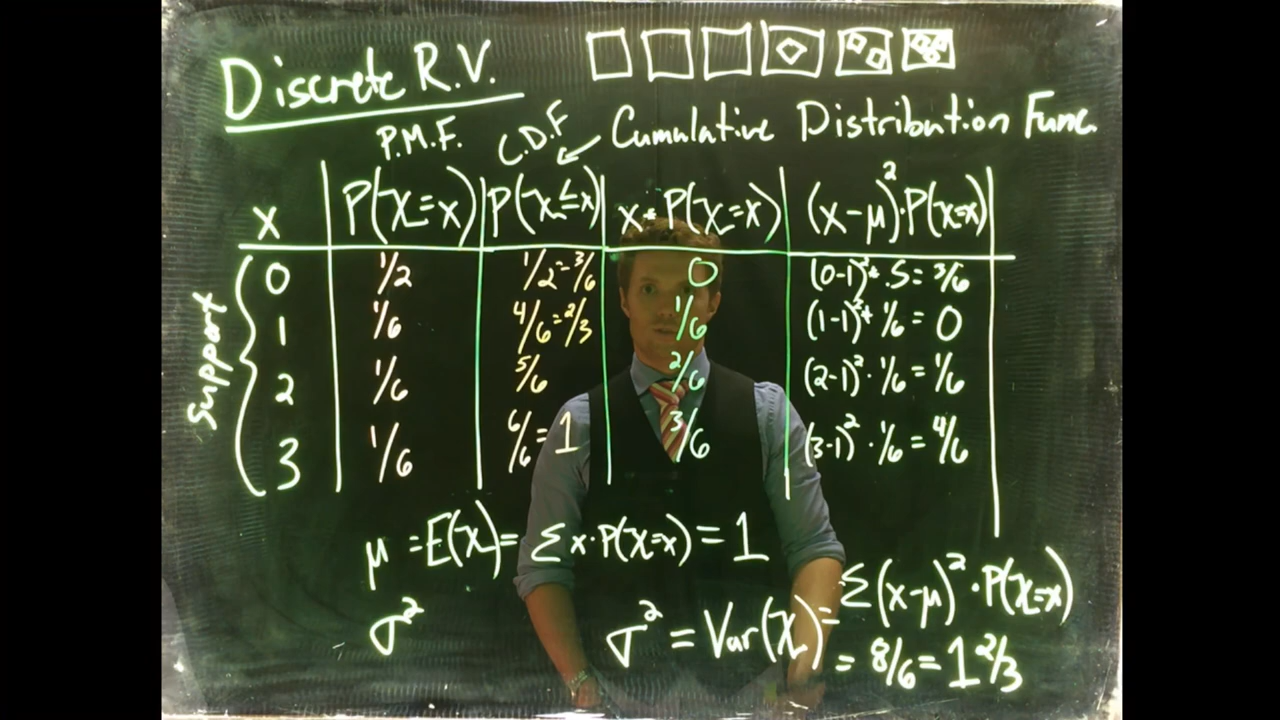 Discrete R.V.
P.M.F. C.D.F ← Cumulative Distribution Func.
x P(X=x) P(X≤x) x * P(X=x) (x-μ)²·P(X=x)
Support
0 1/2 1/2=3/6 0 (0-1)²* .5 = 3/6
1 1/6 4/6=2/3 1/6 (1-1)²* 1/6 = 0
2 1/6 5/6 2/6 (2-1)² · 1/6 = 1/6
3 1/6 6/6 = 1 3/6 (3-1)² · 1/6 = 4/6
μ = E(X) = Σ x·P(X=x) = 1
σ² σ² = Var(X) = Σ(x-μ)²·P(X=x)
= 8/6 = 1 2/3